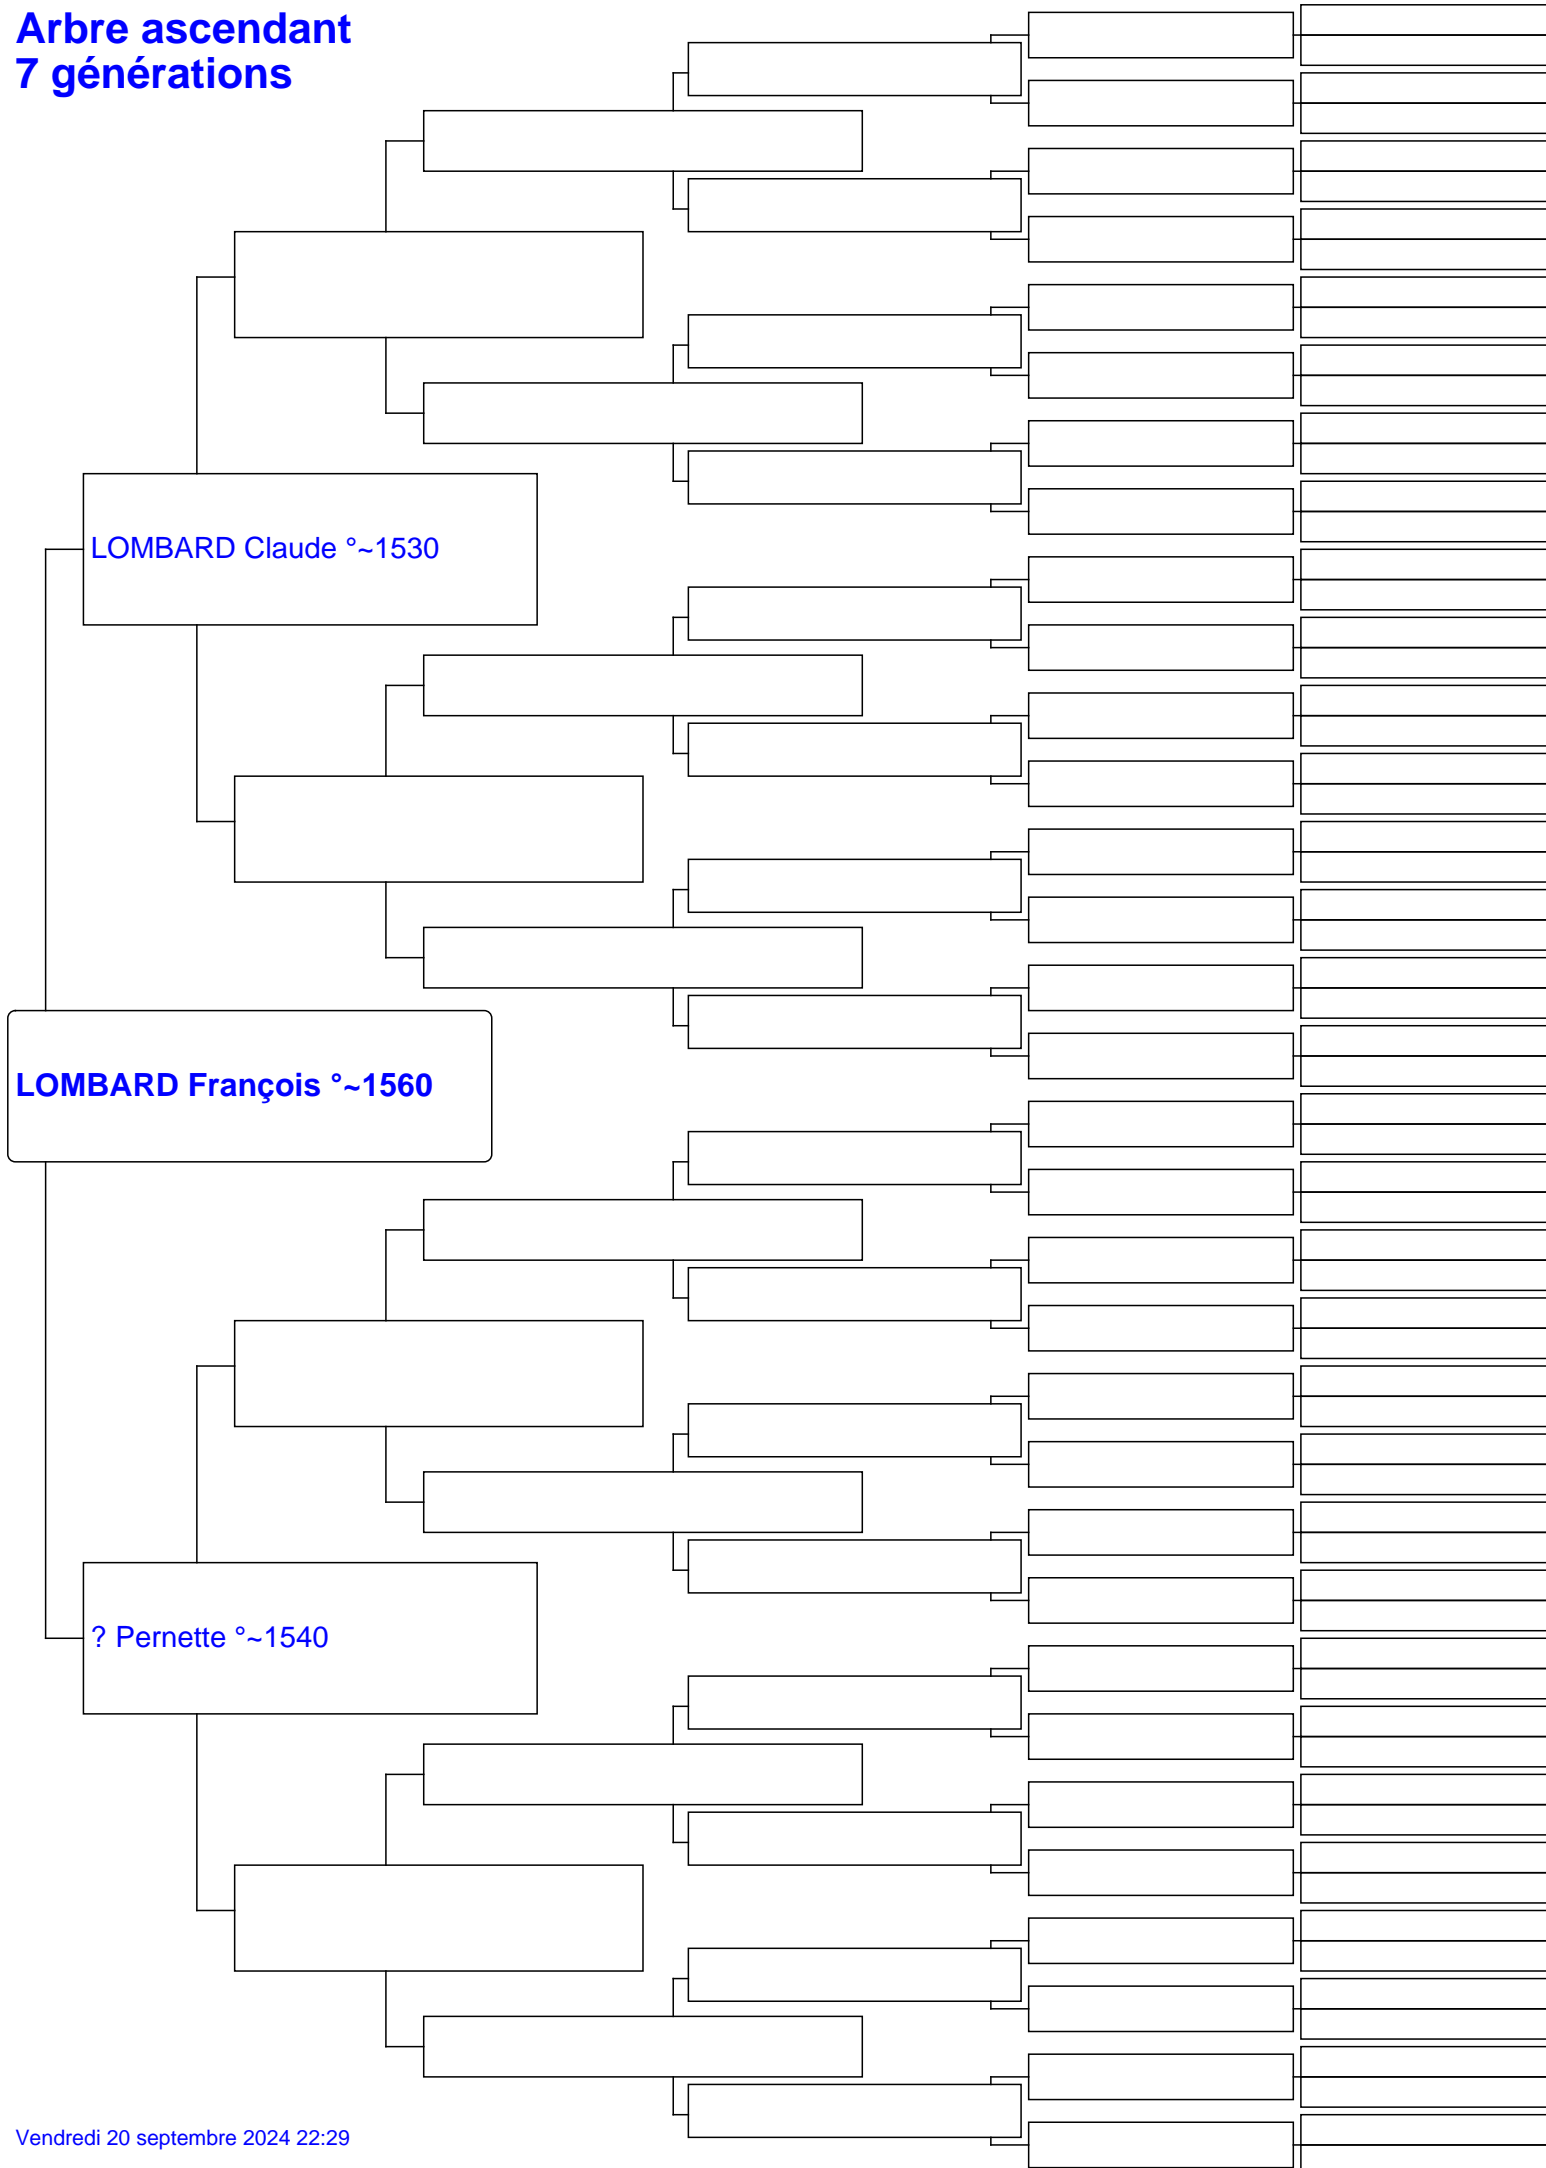 Arbre ascendant
7 générations
LOMBARD Claude °~1530
LOMBARD François °~1560
? Pernette °~1540
Vendredi 20 septembre 2024 22:29